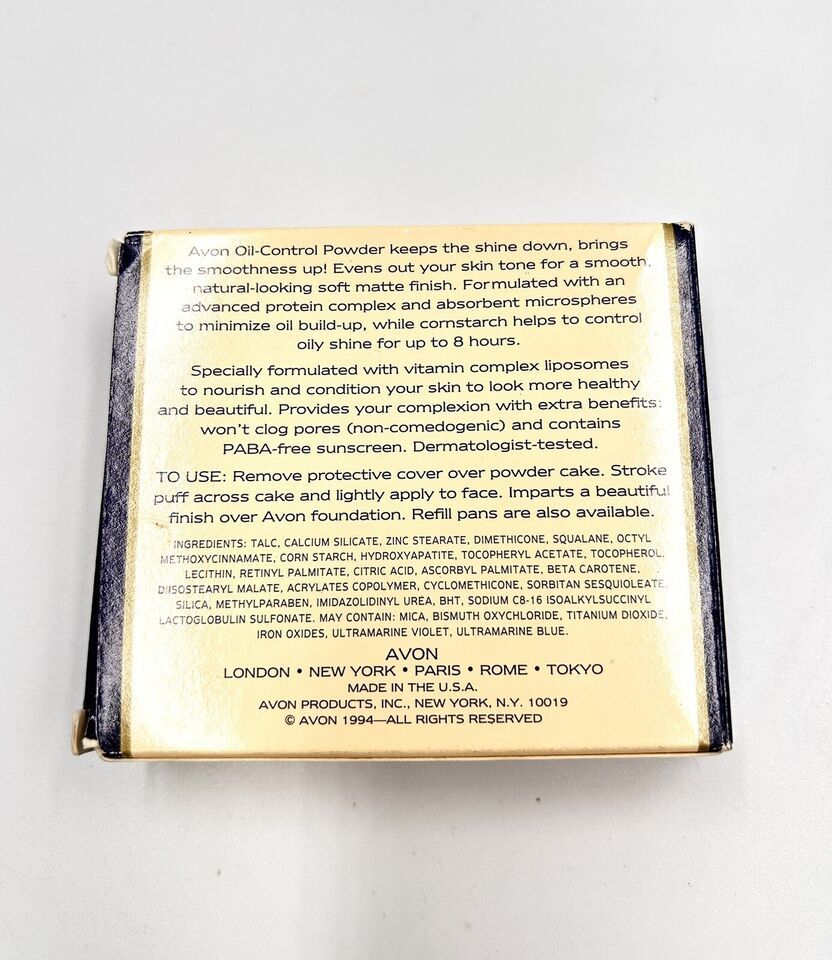 Avon Oil-Control Powder keeps the shine down, brings
the smoothness up! Evens out your skin tone for a smooth,
natural-looking soft matte finish. Formulated with an
advanced protein complex and absorbent microspheres
to minimize oil build-up, while cornstarch helps to control
oily shine for up to 8 hours.
Specially formulated with vitamin complex liposomes
to nourish and condition your skin to look more healthy
and beautiful. Provides your complexion with extra benefits:
won't clog pores (non-comedogenic) and contains
PABA-free sunscreen. Dermatologist-tested.
TO USE: Remove protective cover over powder cake. Stroke
puff across cake and lightly apply to face. Imparts a beautiful
finish over Avon foundation. Refill pans are also available.
INGREDIENTS: TALC, CALCIUM SILICATE, ZINC STEARATE, DIMETHICONE, SQUALANE, OCTYL
METHOXYCINNAMATE, CORN STARCH, HYDROXYAPATITE, TOCOPHERYL ACETATE, TOCOPHEROL,
LECITHIN, RETINYL PALMITATE, CITRIC ACID, ASCORBYL PALMITATE, BETA CAROTENE,
DIISOSTEARYL MALATE, ACRYLATES COPOLYMER, CYCLOMETHICONE, SORBITAN SESQUIOLEATE,
SILICA, METHYLPARABEN, IMIDAZOLIDINYL UREA, BHT, SODIUM C8-16 ISOALKYLSUCCINYL
LACTOGLOBULIN SULFONATE. MAY CONTAIN: MICA, BISMUTH OXYCHLORIDE, TITANIUM DIOXIDE,
IRON OXIDES, ULTRAMARINE VIOLET, ULTRAMARINE BLUE.
AVON
LONDON • NEW YORK • PARIS • ROME • TOKYO
MADE IN THE U.S.A.
AVON PRODUCTS, INC., NEW YORK, N.Y. 10019
© AVON 1994—ALL RIGHTS RESERVED